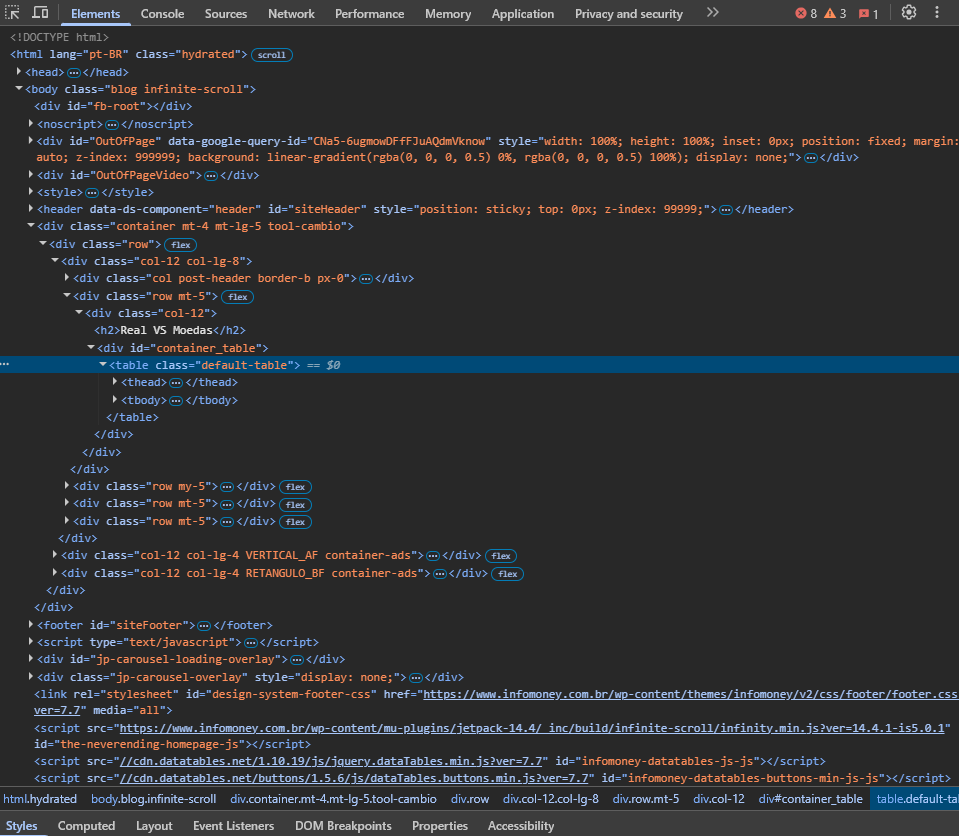 Elements Console Sources Network Performance Memory Application Privacy and security 8 3 1
<!DOCTYPE html>
<html lang="pt-BR" class="hydrated"> scroll
<head> ⋯ </head>
<body class="blog infinite-scroll">
<div id="fb-root"></div>
<noscript> ⋯ </noscript>
<div id="OutOfPage" data-google-query-id="CNa5-6ugmowDFfFJuAQdmVknow" style="width: 100%; height: 100%; inset: 0px; position: fixed; margin:
auto; z-index: 999999; background: linear-gradient(rgba(0, 0, 0, 0.5) 0%, rgba(0, 0, 0, 0.5) 100%); display: none;"> ⋯ </div>
<div id="OutOfPageVideo"> ⋯ </div>
<style> ⋯ </style>
<header data-ds-component="header" id="siteHeader" style="position: sticky; top: 0px; z-index: 99999;"> ⋯ </header>
<div class="container mt-4 mt-lg-5 tool-cambio">
<div class="row"> flex
<div class="col-12 col-lg-8">
<div class="col post-header border-b px-0"> ⋯ </div>
<div class="row mt-5"> flex
<div class="col-12">
<h2>Real VS Moedas</h2>
<div id="container_table">
⋯ <table class="default-table"> == $0
<thead> ⋯ </thead>
<tbody> ⋯ </tbody>
</table>
</div>
</div>
</div>
<div class="row my-5"> ⋯ </div> flex
<div class="row mt-5"> ⋯ </div> flex
<div class="row mt-5"> ⋯ </div> flex
</div>
<div class="col-12 col-lg-4 VERTICAL_AF container-ads"> ⋯ </div> flex
<div class="col-12 col-lg-4 RETANGULO_BF container-ads"> ⋯ </div> flex
</div>
</div>
<footer id="siteFooter"> ⋯ </footer>
<script type="text/javascript"> ⋯ </script>
<div id="jp-carousel-loading-overlay"> ⋯ </div>
<div class="jp-carousel-overlay" style="display: none;"> ⋯ </div>
<link rel="stylesheet" id="design-system-footer-css" href="https://www.infomoney.com.br/wp-content/themes/infomoney/v2/css/footer/footer.css
ver=7.7" media="all">
<script src="https://www.infomoney.com.br/wp-content/mu-plugins/jetpack-14.4/_inc/build/infinite-scroll/infinity.min.js?ver=14.4.1-is5.0.1"
id="the-neverending-homepage-js"></script>
<script src="//cdn.datatables.net/1.10.19/js/jquery.dataTables.min.js?ver=7.7" id="infomoney-datatables-js-js"></script>
<script src="//cdn.datatables.net/buttons/1.5.6/js/dataTables.buttons.min.js?ver=7.7" id="infomoney-datatables-buttons-min-js-js"></script>
html.hydrated body.blog.infinite-scroll div.container.mt-4.mt-lg-5.tool-cambio div.row div.col-12.col-lg-8 div.row.mt-5 div.col-12 div#container_table table.default-ta
Styles Computed Layout Event Listeners DOM Breakpoints Properties Accessibility